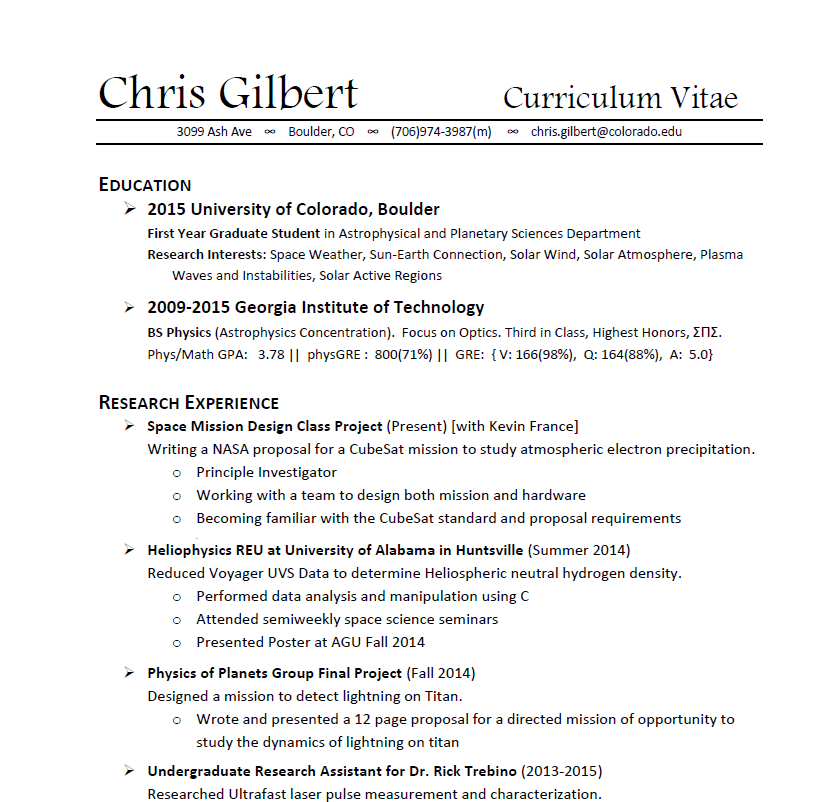 Chris Gilbert Curriculum Vitae
3099 Ash Ave ∞ Boulder, CO ∞ (706)974-3987(m) ∞ chris.gilbert@colorado.edu
EDUCATION
➢ 2015 University of Colorado, Boulder
First Year Graduate Student in Astrophysical and Planetary Sciences Department
Research Interests: Space Weather, Sun-Earth Connection, Solar Wind, Solar Atmosphere, Plasma
Waves and Instabilities, Solar Active Regions
➢ 2009-2015 Georgia Institute of Technology
BS Physics (Astrophysics Concentration). Focus on Optics. Third in Class, Highest Honors, ΣΠΣ.
Phys/Math GPA: 3.78 || physGRE : 800(71%) || GRE: { V: 166(98%), Q: 164(88%), A: 5.0}
RESEARCH EXPERIENCE
➢ Space Mission Design Class Project (Present) [with Kevin France]
Writing a NASA proposal for a CubeSat mission to study atmospheric electron precipitation.
o Principle Investigator
o Working with a team to design both mission and hardware
o Becoming familiar with the CubeSat standard and proposal requirements
➢ Heliophysics REU at University of Alabama in Huntsville (Summer 2014)
Reduced Voyager UVS Data to determine Heliospheric neutral hydrogen density.
o Performed data analysis and manipulation using C
o Attended semiweekly space science seminars
o Presented Poster at AGU Fall 2014
➢ Physics of Planets Group Final Project (Fall 2014)
Designed a mission to detect lightning on Titan.
o Wrote and presented a 12 page proposal for a directed mission of opportunity to
study the dynamics of lightning on titan
➢ Undergraduate Research Assistant for Dr. Rick Trebino (2013-2015)
Researched Ultrafast laser pulse measurement and characterization.